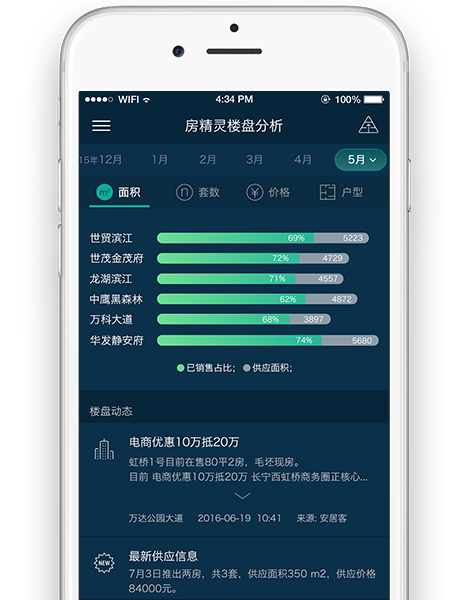 WIFI 4:34 PM 100%
房精灵楼盘分析
15年12月 1月 2月 3月 4月 5月
m² 面积 n 套数 ¥ 价格 户型
世贸滨江 69% 5223
世茂金茂府 72% 4729
龙湖滨江 71% 4557
中鹰黑森林 62% 4872
万科大道 68% 3897
华发静安府 74% 5680
已销售占比; 供应面积;
楼盘动态
电商优惠10万抵20万
虹桥1号目前在售80平2房，毛坯现房。
目前 电商优惠10万抵20万 长宁西虹桥商务圈正核心...
万达公园大道 2016-06-19 10:41 来源: 安居客
NEW 最新供应信息
7月3日推出两房，共3套，供应面积350 m2，供应价格
84000元。